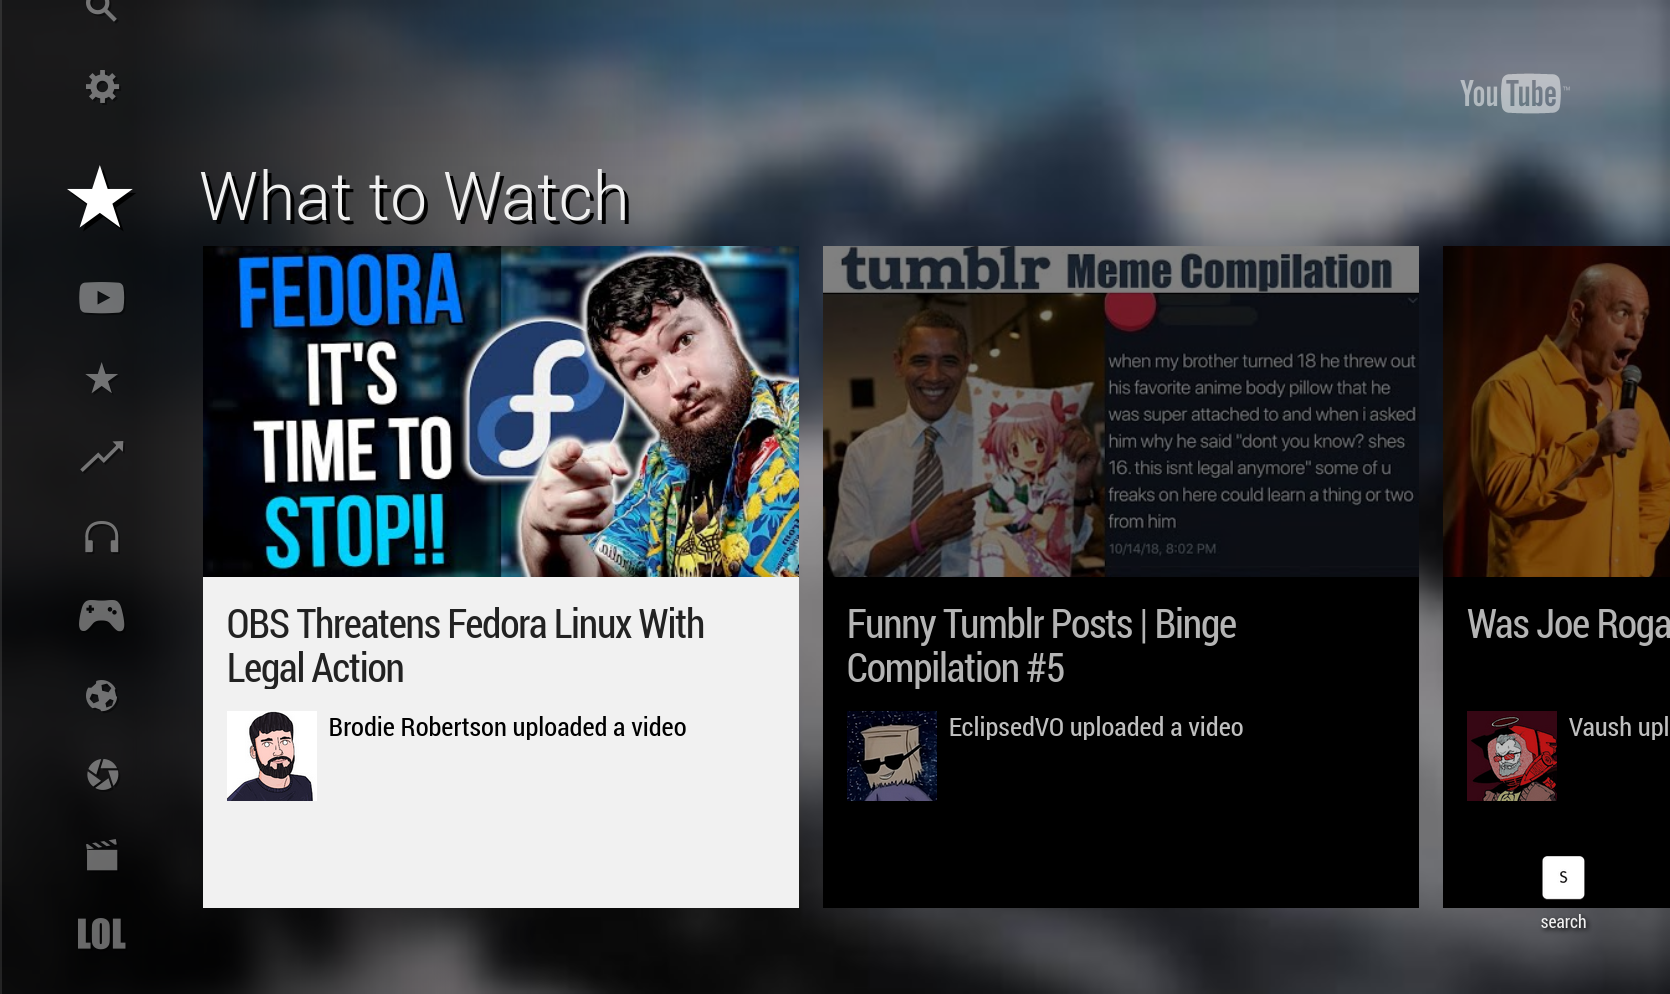 YouTube
What to Watch
FEDORA
IT'S
TIME TO
STOP!!
OBS Threatens Fedora Linux With
Legal Action
Brodie Robertson uploaded a video
tumblr Meme Compilation
when my brother turned 18 he threw out
his favorite anime body pillow that he
was super attached to and when i asked
him why he said "dont you know? shes
16. this isnt legal anymore" some of u
freaks on here could learn a thing or two
from him
10/14/18, 8:02 PM
Funny Tumblr Posts | Binge
Compilation #5
EclipsedVO uploaded a video
Was Joe Roga
Vaush upl
S
search
LOL